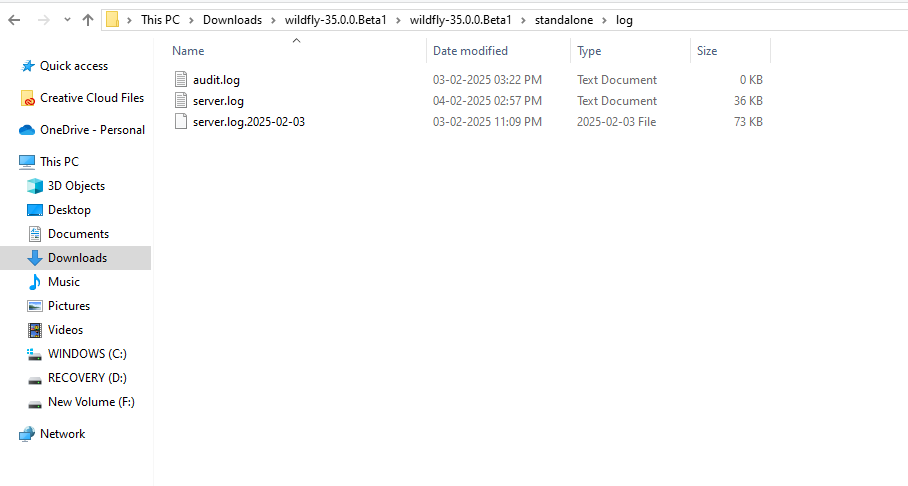 This PC > Downloads > wildfly-35.0.0.Beta1 > wildfly-35.0.0.Beta1 > standalone > log
Name Date modified Type Size
audit.log 03-02-2025 03:22 PM Text Document 0 KB
server.log 04-02-2025 02:57 PM Text Document 36 KB
server.log.2025-02-03 03-02-2025 11:09 PM 2025-02-03 File 73 KB
Quick access
Creative Cloud Files
OneDrive - Personal
This PC
3D Objects
Desktop
Documents
Downloads
Music
Pictures
Videos
WINDOWS (C:)
RECOVERY (D:)
New Volume (F:)
Network